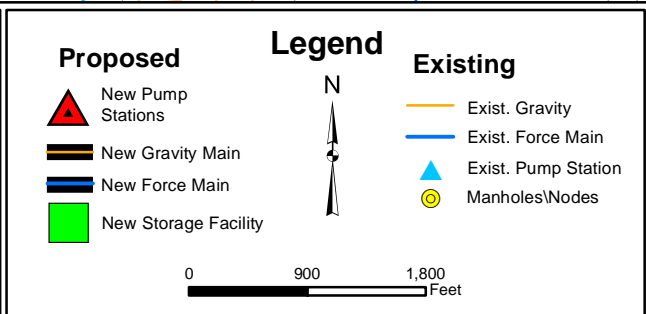 Legend
Proposed
New Pump
Stations
New Gravity Main
New Force Main
New Storage Facility
N
Existing
Exist. Gravity
Exist. Force Main
Exist. Pump Station
Manholes\Nodes
0 900 1,800
Feet